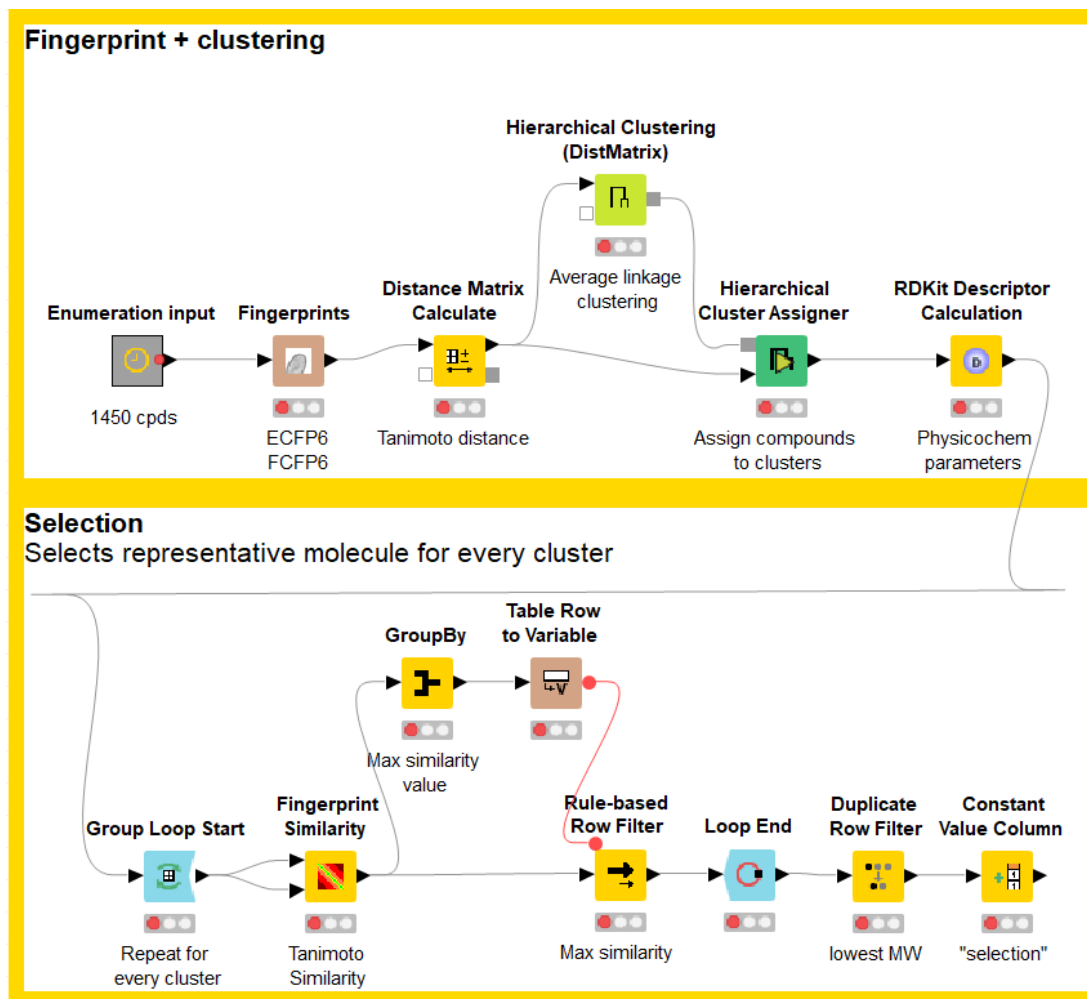 Fingerprint + clustering
Hierarchical Clustering
(DistMatrix)
Average linkage
clustering
Enumeration input
1450 cpds
Fingerprints
ECFP6
FCFP6
Distance Matrix
Calculate
Tanimoto distance
Hierarchical
Cluster Assigner
Assign compounds
to clusters
RDKit Descriptor
Calculation
D
Physicochem
parameters
Selection
Selects representative molecule for every cluster
GroupBy
Max similarity
value
Table Row
to Variable
V
Group Loop Start
Repeat for
every cluster
Fingerprint
Similarity
Tanimoto
Similarity
Rule-based
Row Filter
Max similarity
Loop End
Duplicate
Row Filter
lowest MW
Constant
Value Column
1
1
"selection"